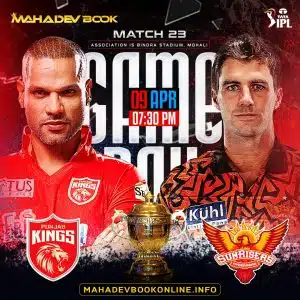 MAHADEV BOOK
MATCH 23
TATA
IPL
ASSOCIATION IS BINDRA STADIUM, MOHALI
GAME
09 APR
07:30 PM
DAY
Kühl
PUNJAB
KINGS
SUNRISERS
MAHADEVBOOKONLINE.INFO